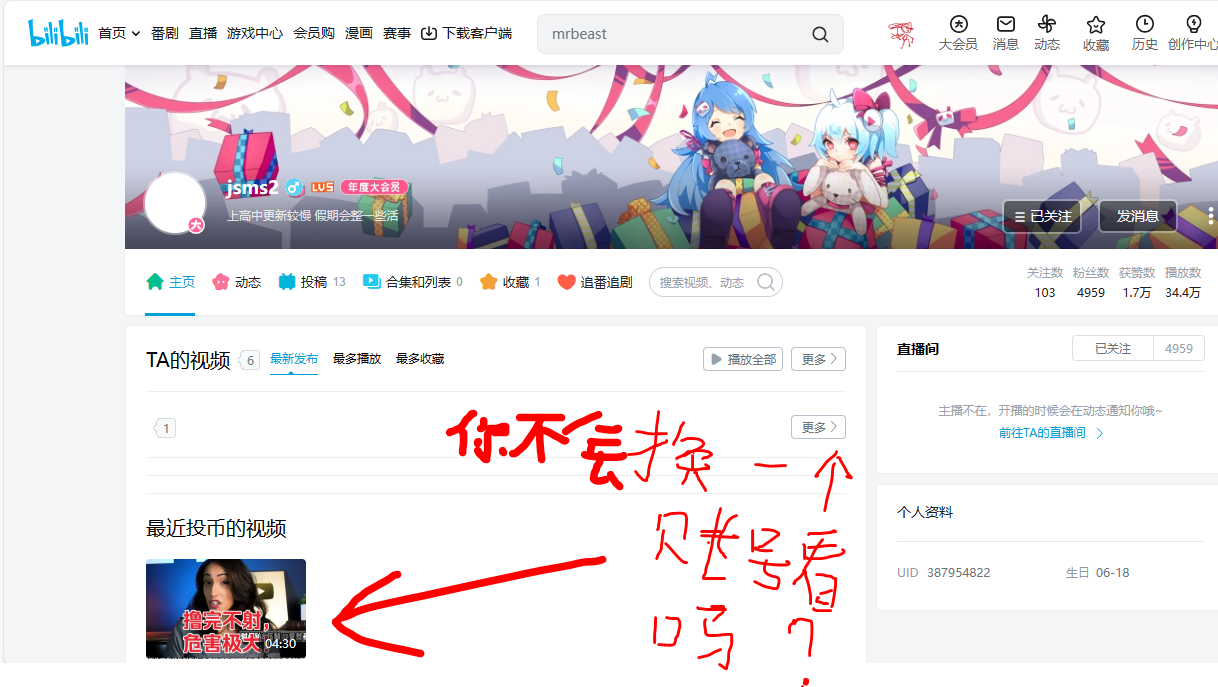 bilibili 首页 番剧 直播 游戏中心 会员购 漫画 赛事 下载客户端 mrbeast 大会员 消息 动态 收藏 历史 创作中心
jsms2 LV5 年度大会员
大
上高中更新较慢 假期会整一些活
已关注 发消息
主页 动态 投稿 13 合集和列表 0 收藏 1 追番追剧 搜索视频、动态
关注数 粉丝数 获赞数 播放数
103 4959 1.7万 34.4万
TA的视频 6 最新发布 最多播放 最多收藏 播放全部 更多
1 更多
你不会换一个
账号看
吗?
最近投币的视频
撸完不射,
危害极大 04:30
直播间 已关注 4959
主播不在,开播的时候会在动态通知你哦~
前往TA的直播间
个人资料
UID 387954822 生日 06-18